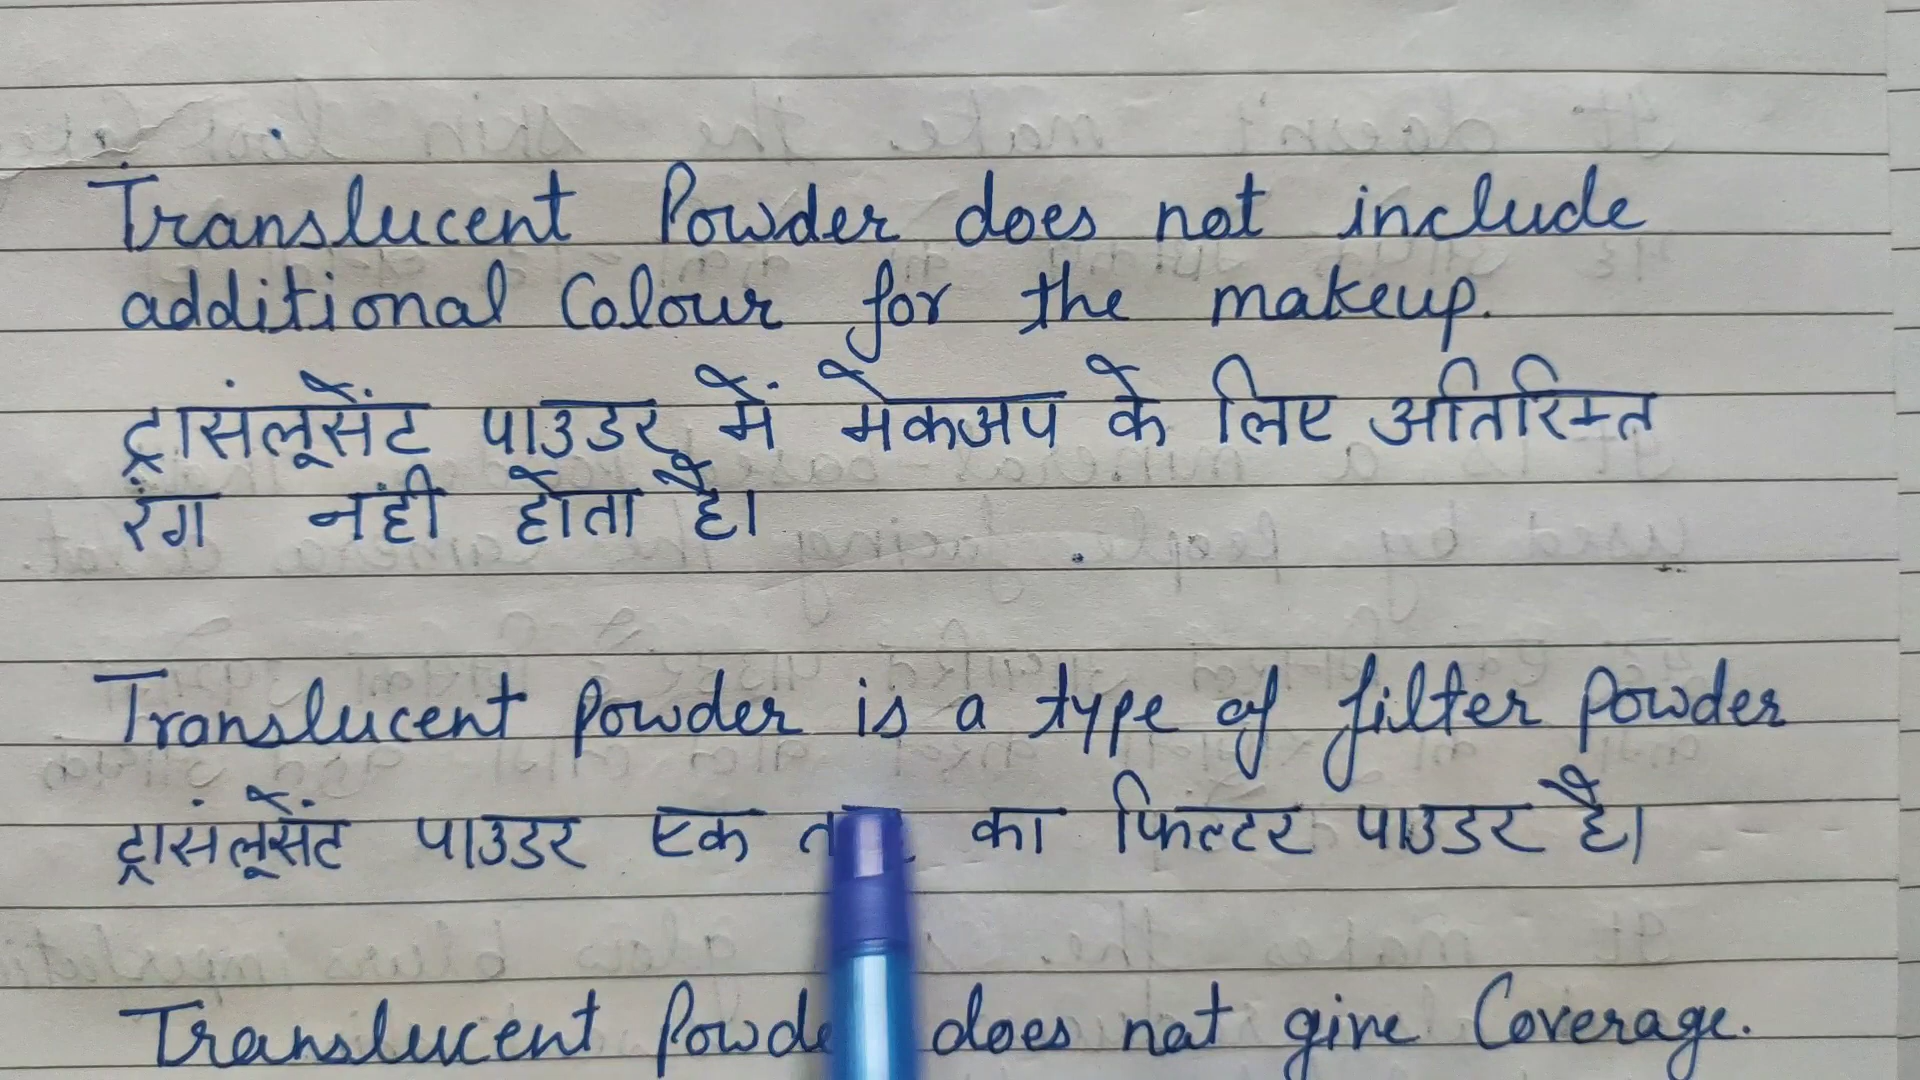 Translucent Powder does not include
additional Colour for the makeup.
ट्रासंलूसेंट पाउडर में मेकअप के लिए अतिरिक्त
रंग नंही होता है।
Translucent Powder is a type of filter Powder
ट्रासंलूसेंट पाउडर एक का फिल्टर पाउडर है।
Translucent Powder does not give Coverage.